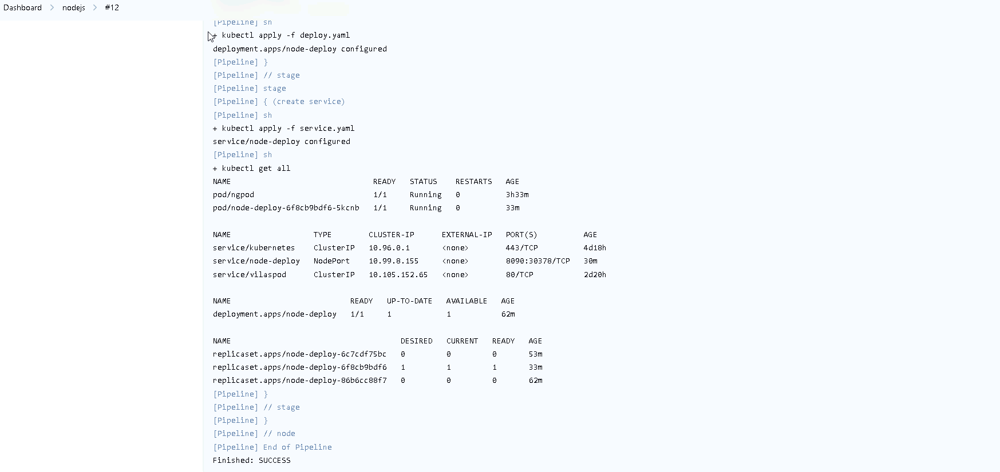 Dashboard > nodejs > #12
[Pipeline] sh
+ kubectl apply -f deploy.yaml
deployment.apps/node-deploy configured
[Pipeline] }
[Pipeline] // stage
[Pipeline] stage
[Pipeline] { (create service)
[Pipeline] sh
+ kubectl apply -f service.yaml
service/node-deploy configured
[Pipeline] sh
+ kubectl get all
NAME READY STATUS RESTARTS AGE
pod/ngpod 1/1 Running 0 3h33m
pod/node-deploy-6f8cb9bdf6-5kcnb 1/1 Running 0 33m
NAME TYPE CLUSTER-IP EXTERNAL-IP PORT(S) AGE
service/kubernetes ClusterIP 10.96.0.1 <none> 443/TCP 4d18h
service/node-deploy NodePort 10.99.8.155 <none> 8090:30378/TCP 30m
service/vilaspod ClusterIP 10.105.152.65 <none> 80/TCP 2d20h
NAME READY UP-TO-DATE AVAILABLE AGE
deployment.apps/node-deploy 1/1 1 1 62m
NAME DESIRED CURRENT READY AGE
replicaset.apps/node-deploy-6c7cdf75bc 0 0 0 53m
replicaset.apps/node-deploy-6f8cb9bdf6 1 1 1 33m
replicaset.apps/node-deploy-86b6cc88f7 0 0 0 62m
[Pipeline] }
[Pipeline] // stage
[Pipeline] }
[Pipeline] // node
[Pipeline] End of Pipeline
Finished: SUCCESS